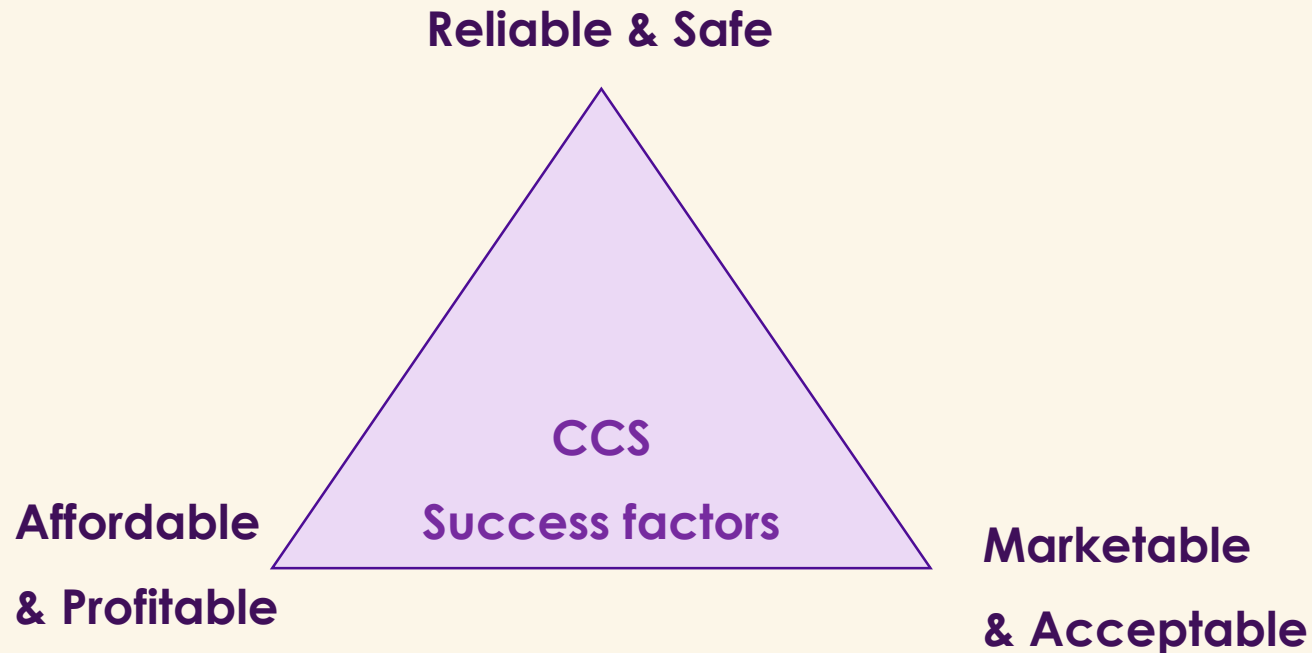 Reliable & Safe
CCS
Success factors
Affordable
& Profitable
Marketable
& Acceptable